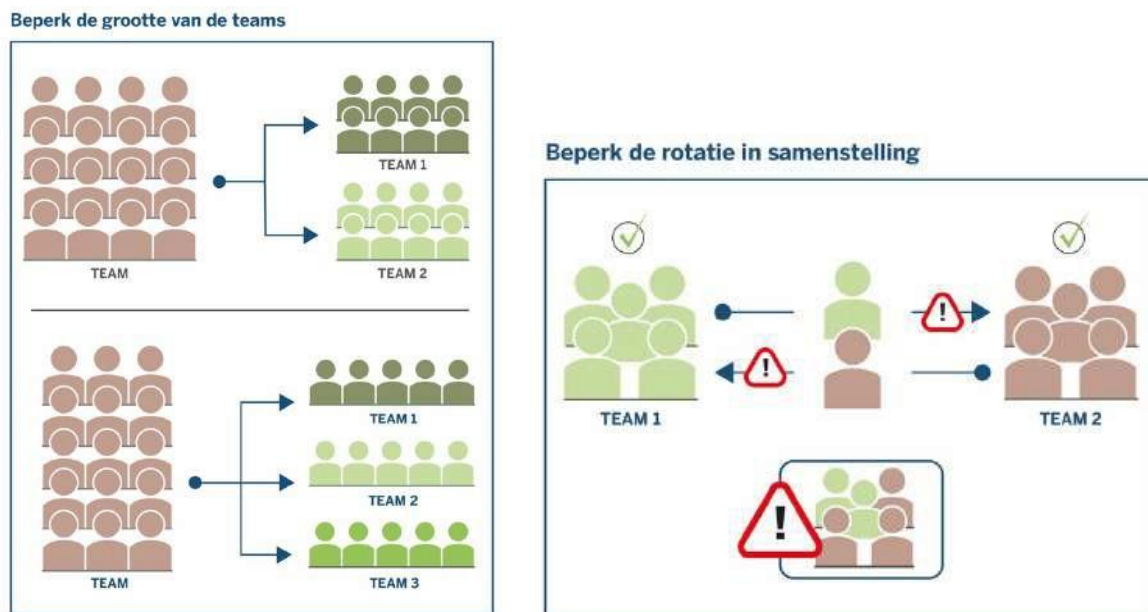 Beperk de grootte van de teams
TEAM 1
TEAM 2
TEAM
TEAM 1
TEAM 2
TEAM 3
TEAM
Beperk de rotatie in samenstelling
!
!
TEAM 1
TEAM 2
!